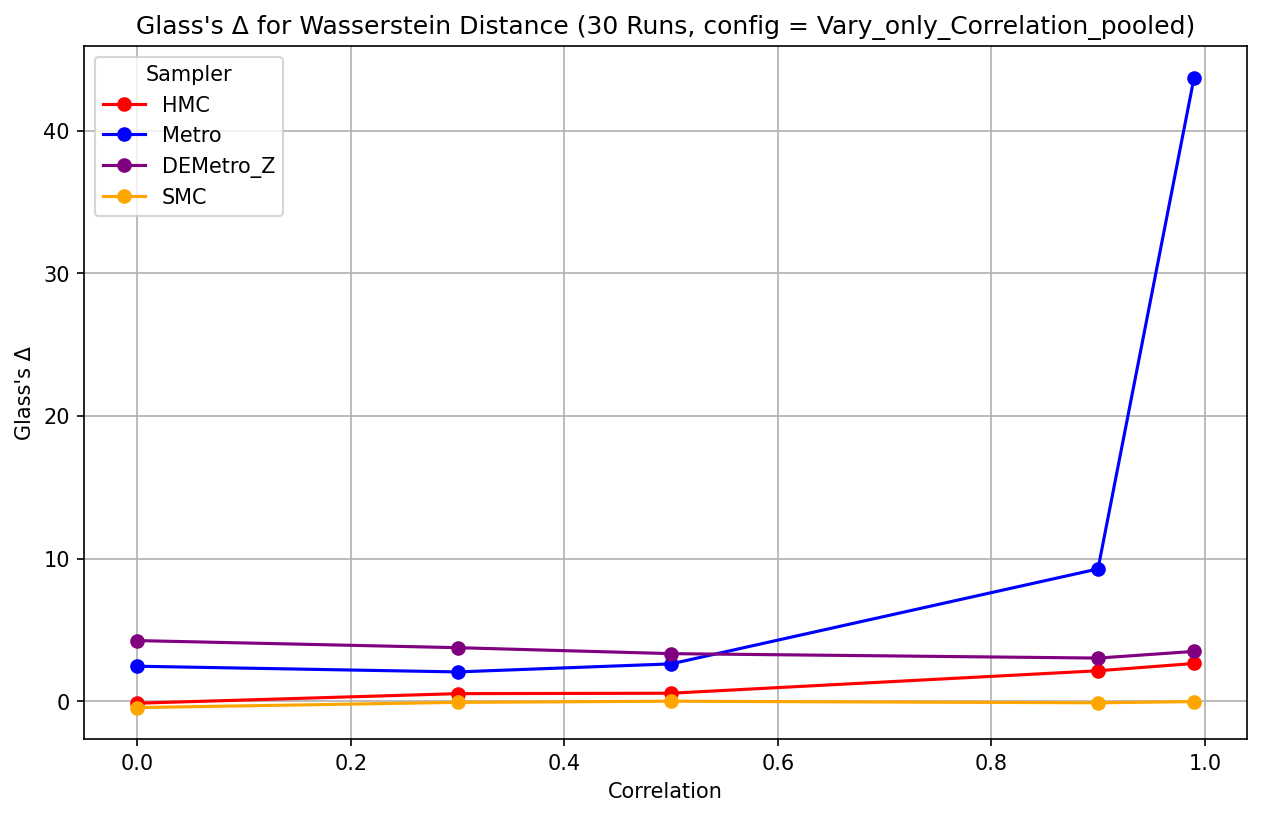 Glass's Δ for Wasserstein Distance (30 Runs, config = Vary_only_Correlation_pooled)
Sampler
HMC
Metro
DEMetro_Z
SMC
Glass's Δ
40
30
20
10
0
0.0
0.2
0.4
0.6
0.8
1.0
Correlation